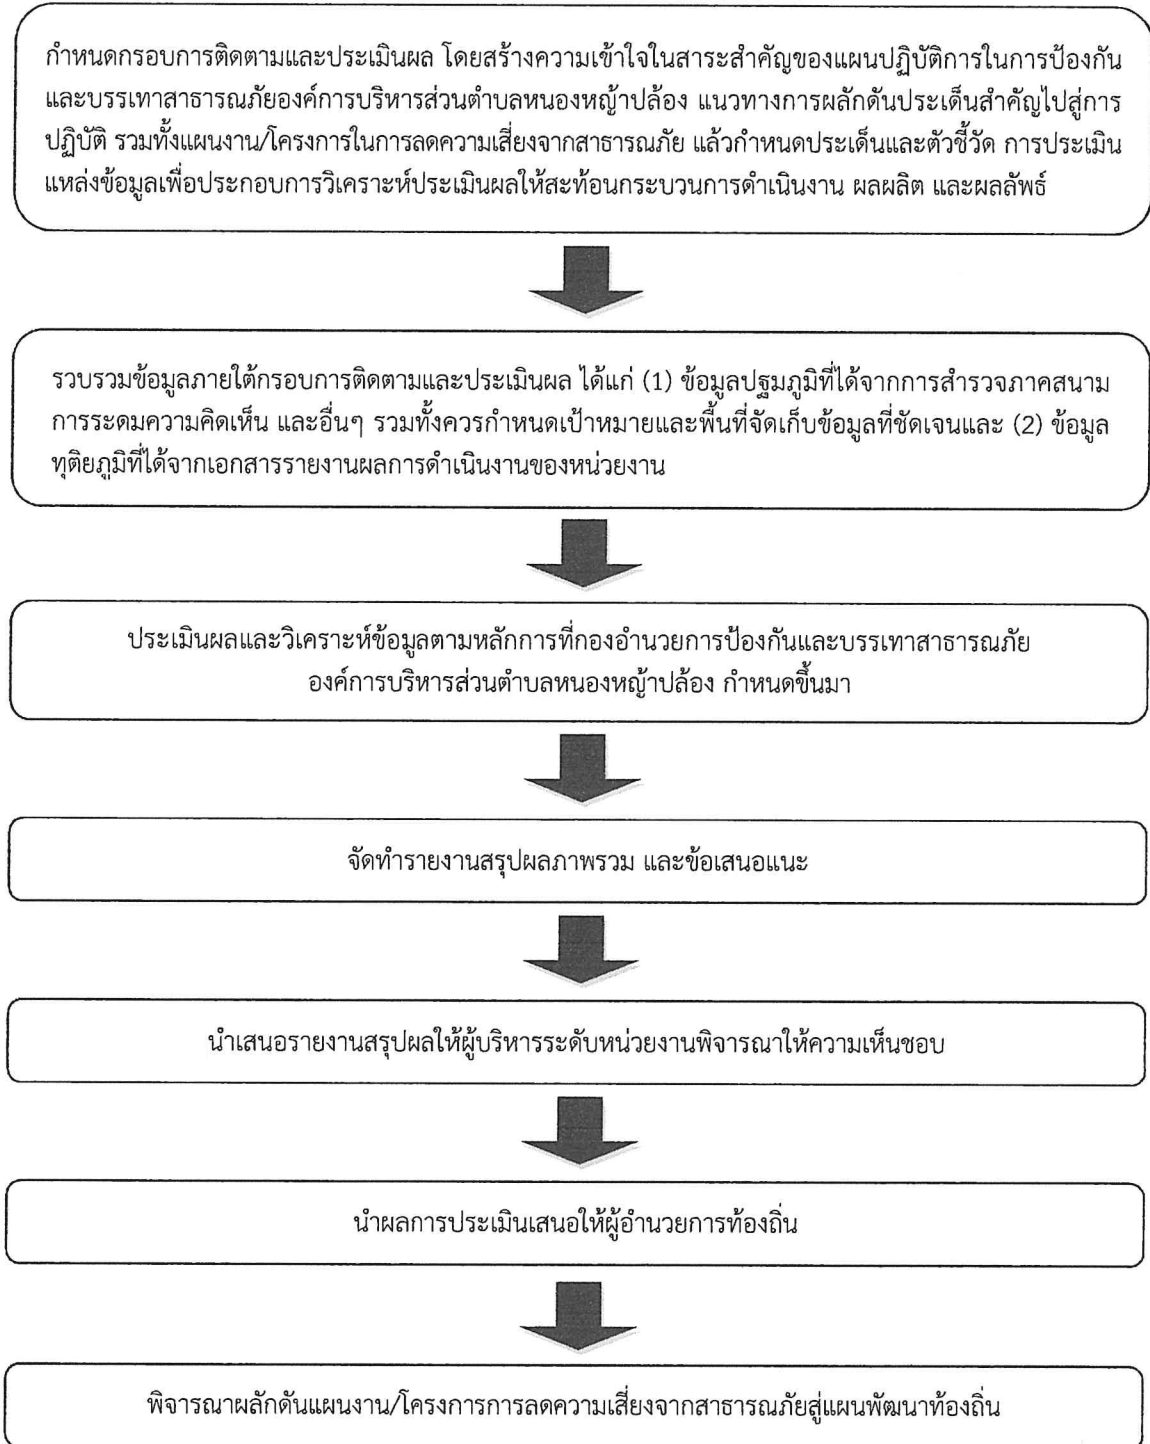 กำหนดกรอบการติดตามและประเมินผล โดยสร้างความเข้าใจในสาระสำคัญของแผนปฏิบัติการในการป้องกัน
และบรรเทาสาธารณภัยองค์การบริหารส่วนตำบลหนองหญ้าปล้อง แนวทางการผลักดันประเด็นสำคัญไปสู่การ
ปฏิบัติ รวมทั้งแผนงาน/โครงการในการลดความเสี่ยงจากสาธารณภัย แล้วกำหนดประเด็นและตัวชี้วัด การประเมิน
แหล่งข้อมูลเพื่อประกอบการวิเคราะห์ประเมินผลให้สะท้อนกระบวนการดำเนินงาน ผลผลิต และผลลัพธ์
รวบรวมข้อมูลภายใต้กรอบการติดตามและประเมินผล ได้แก่ (1) ข้อมูลปฐมภูมิที่ได้จากการสำรวจภาคสนาม
การระดมความคิดเห็น และอื่นๆ รวมทั้งควรกำหนดเป้าหมายและพื้นที่จัดเก็บข้อมูลที่ชัดเจนและ (2) ข้อมูล
ทุติยภูมิที่ได้จากเอกสารรายงานผลการดำเนินงานของหน่วยงาน
ประเมินผลและวิเคราะห์ข้อมูลตามหลักการที่กองอำนวยการป้องกันและบรรเทาสาธารณภัย
องค์การบริหารส่วนตำบลหนองหญ้าปล้อง กำหนดขึ้นมา
จัดทำรายงานสรุปผลภาพรวม และข้อเสนอแนะ
นำเสนอรายงานสรุปผลให้ผู้บริหารระดับหน่วยงานพิจารณาให้ความเห็นชอบ
นำผลการประเมินเสนอให้ผู้อำนวยการท้องถิ่น
พิจารณาผลักดันแผนงาน/โครงการการลดความเสี่ยงจากสาธารณภัยสู่แผนพัฒนาท้องถิ่น